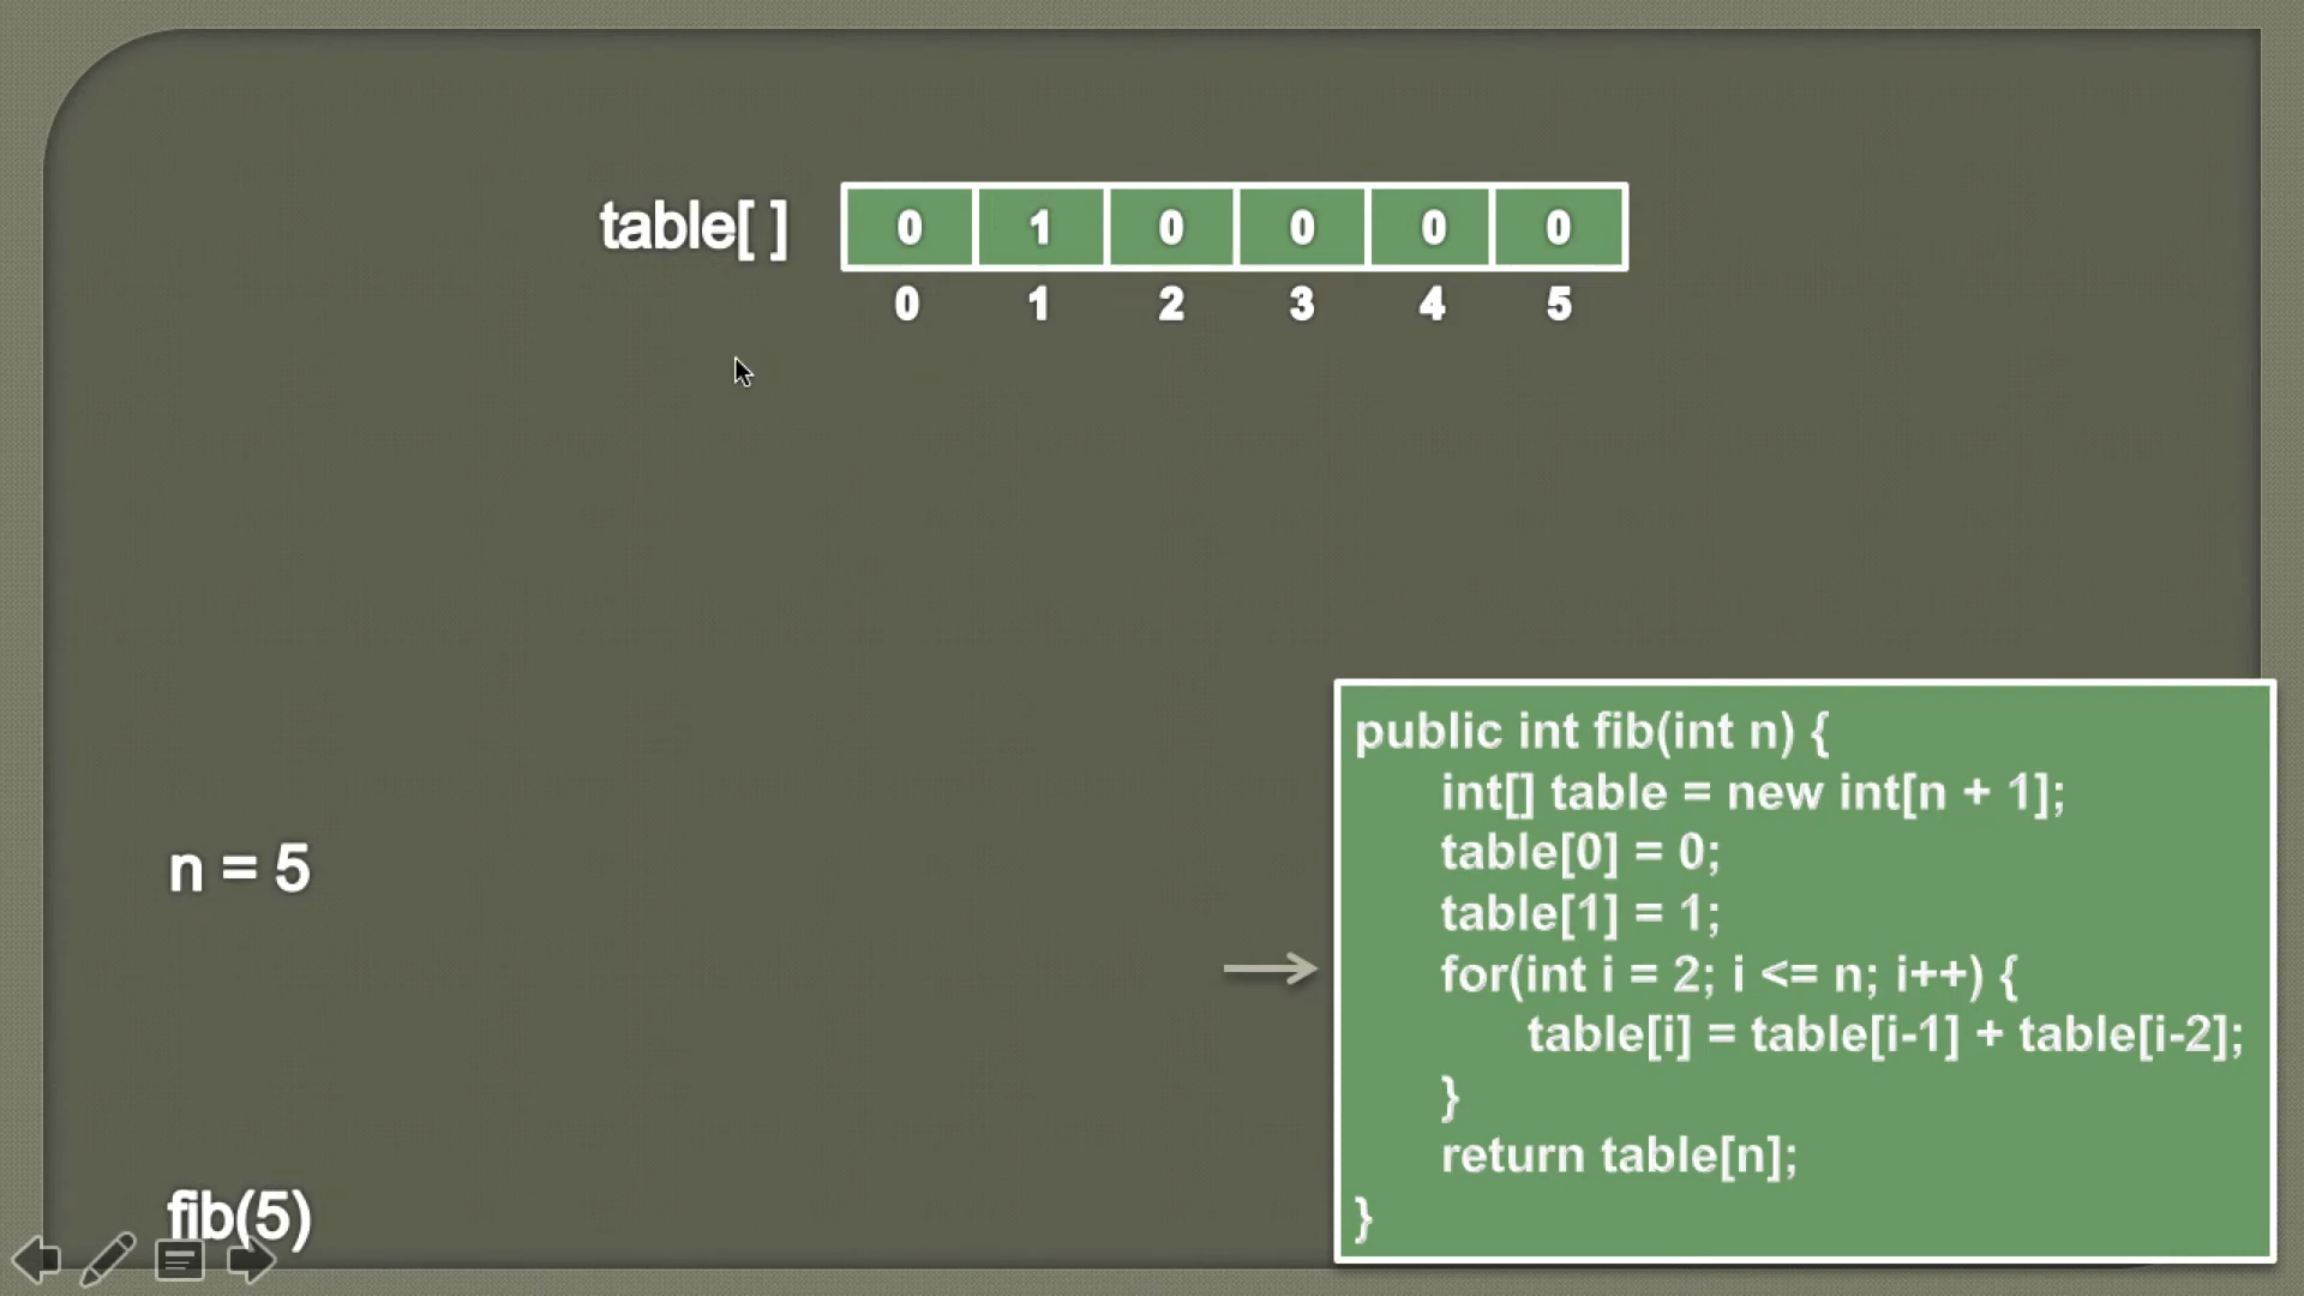 table[ ] 0 1 0 0 0 0
0 1 2 3 4 5
n = 5
fib(5)
public int fib(int n) {
int[] table = new int[n + 1];
table[0] = 0;
table[1] = 1;
for(int i = 2; i <= n; i++) {
table[i] = table[i-1] + table[i-2];
}
return table[n];
}